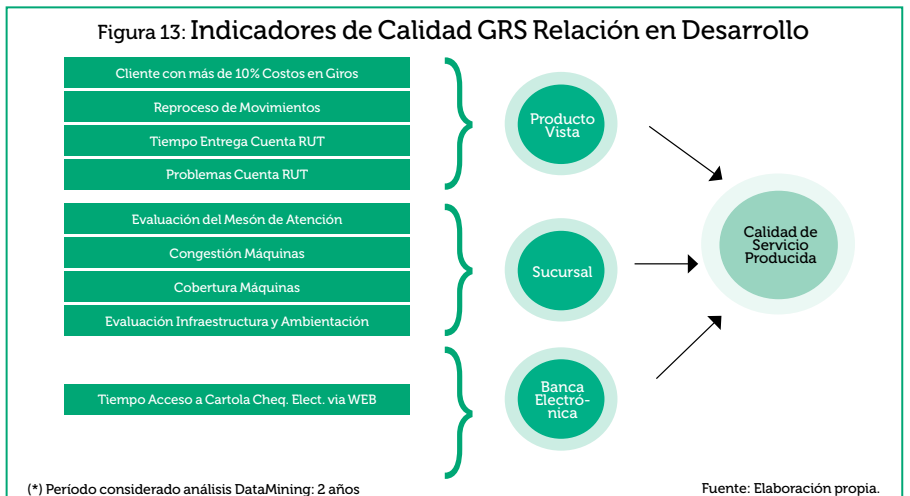 Figura 13: Indicadores de Calidad GRS Relación en Desarrollo
Cliente con más de 10% Costos en Giros
Reproceso de Movimientos
Tiempo Entrega Cuenta RUT
Problemas Cuenta RUT
Producto
Vista
Evaluación del Mesón de Atención
Congestión Máquinas
Cobertura Máquinas
Evaluación Infraestructura y Ambientación
Sucursal
Tiempo Acceso a Cartola Cheq. Elect. via WEB
Banca
Electró-
nica
Calidad de
Servicio
Producida
(*) Período considerado análisis DataMining: 2 años
Fuente: Elaboración propia.